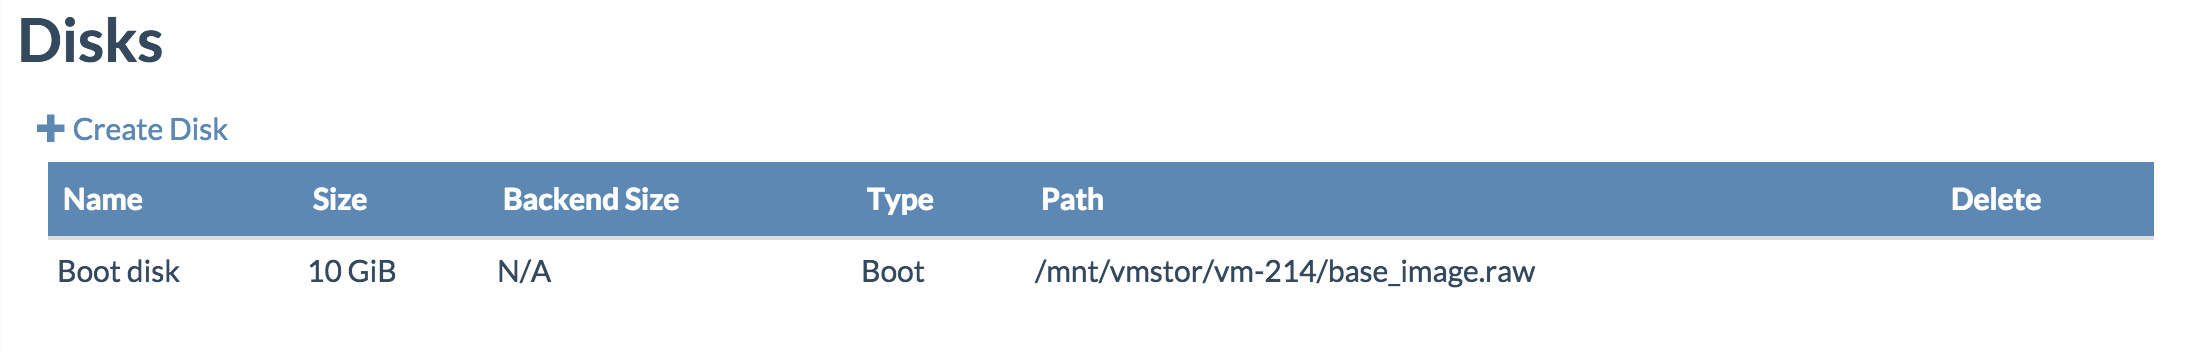 Disks
Create Disk
Name Size Backend Size Type Path Delete
Boot disk 10 GiB N/A Boot /mnt/vmstor/vm-214/base_image.raw